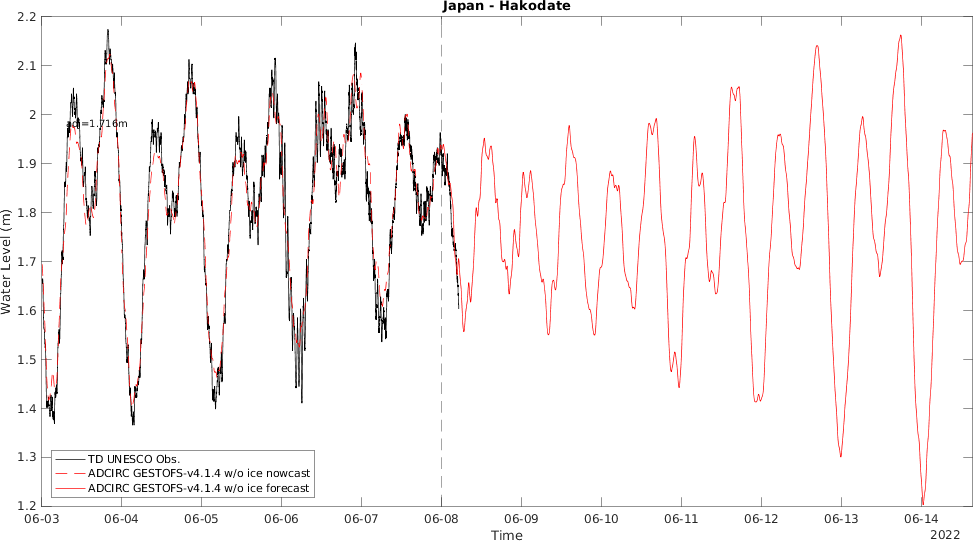 Japan - Hakodate
2.2
2.1
2
1.9
1.8
1.7
1.6
1.5
1.4
1.3
1.2
Water Level (m)
=1.716m
TD UNESCO Obs.
ADCIRC GESTOFS-v4.1.4 w/o ice nowcast
ADCIRC GESTOFS-v4.1.4 w/o ice forecast
06-03 06-04 06-05 06-06 06-07 06-08 06-09 06-10 06-11 06-12 06-13 06-14
Time
2022